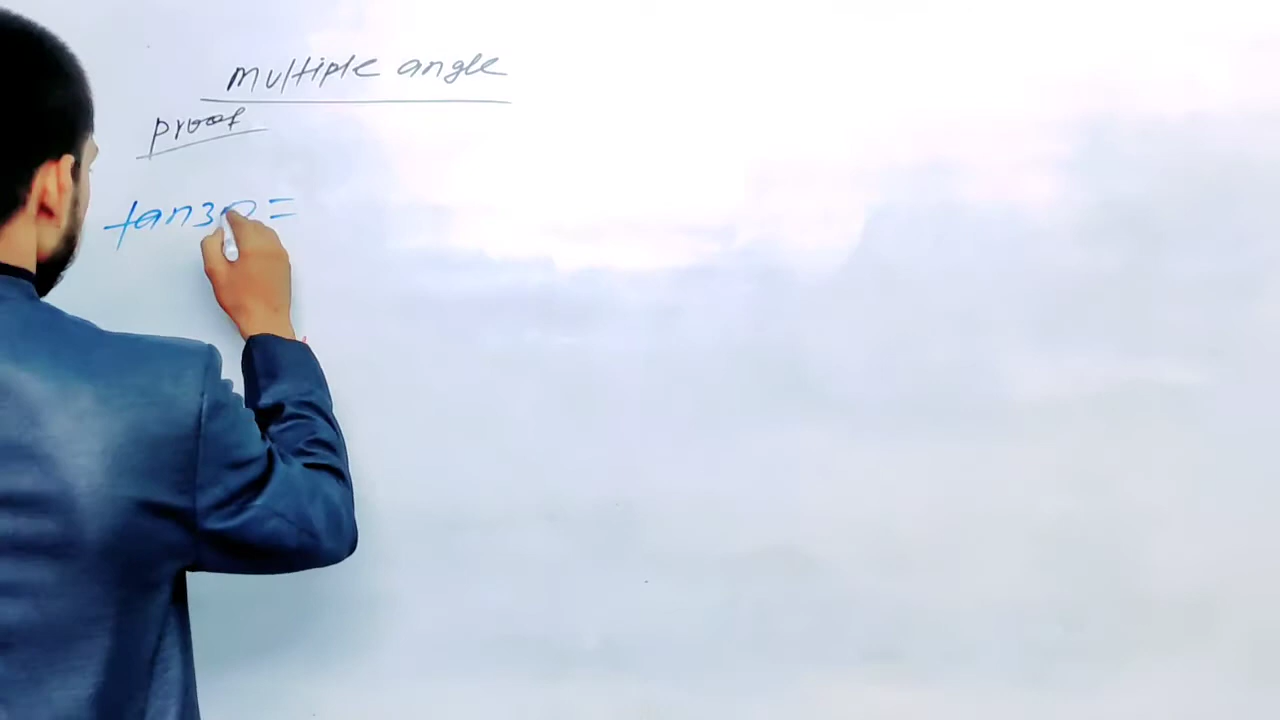 multiple angle
proof
tan3θ =